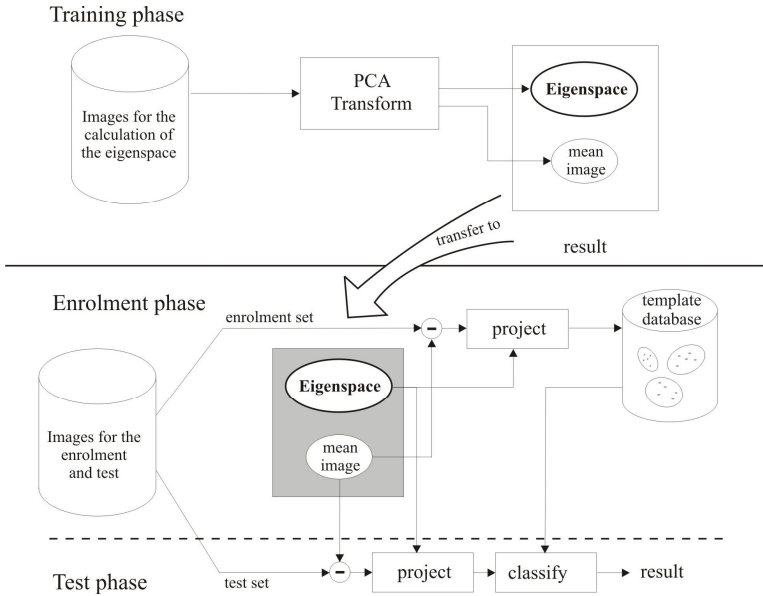 Training phase
Images for the
calculation of
the eigenspace
PCA
Transform
Eigenspace
mean
image
transfer to
result
Enrolment phase
enrolment set
-
project
template
database
Images for the
enrolment
and test
Eigenspace
mean
image
Test phase
test set
-
project
classify
result